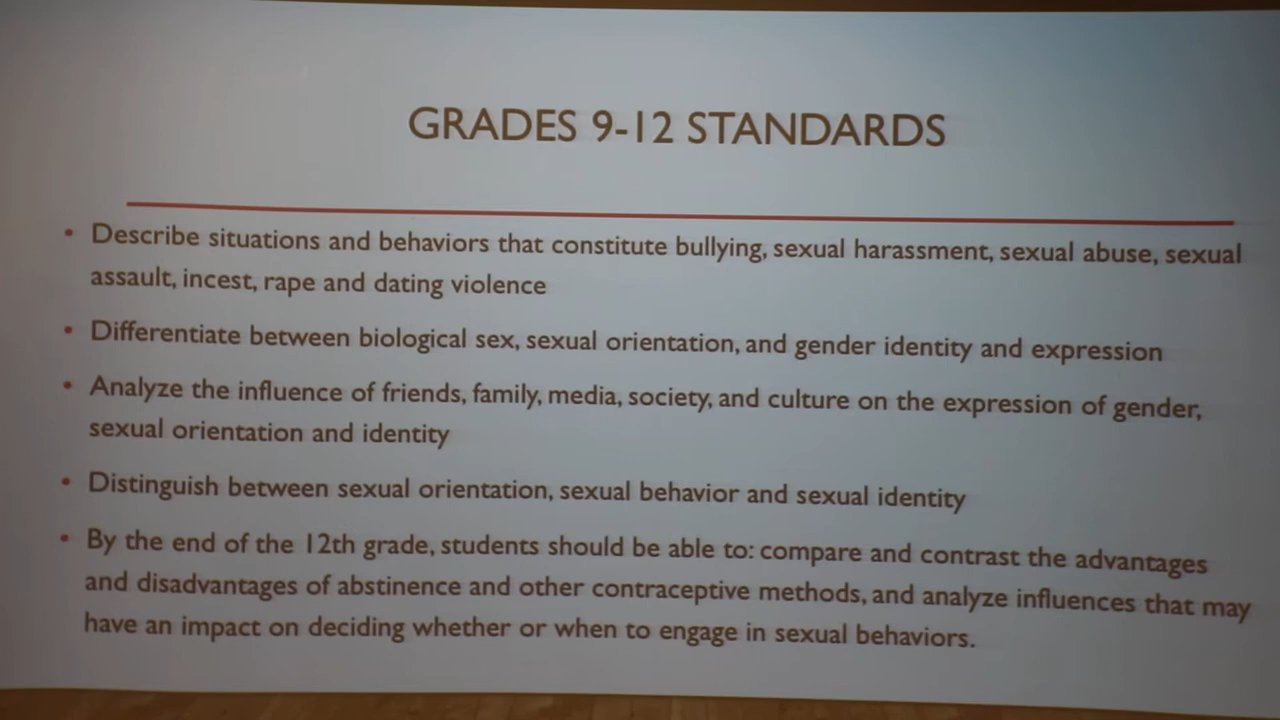 GRADES 9-12 STANDARDS
• Describe situations and behaviors that constitute bullying, sexual harassment, sexual abuse, sexual
assault, incest, rape and dating violence
• Differentiate between biological sex, sexual orientation, and gender identity and expression
• Analyze the influence of friends, family, media, society, and culture on the expression of gender,
sexual orientation and identity
• Distinguish between sexual orientation, sexual behavior and sexual identity
• By the end of the 12th grade, students should be able to: compare and contrast the advantages
and disadvantages of abstinence and other contraceptive methods, and analyze influences that may
have an impact on deciding whether or when to engage in sexual behaviors.